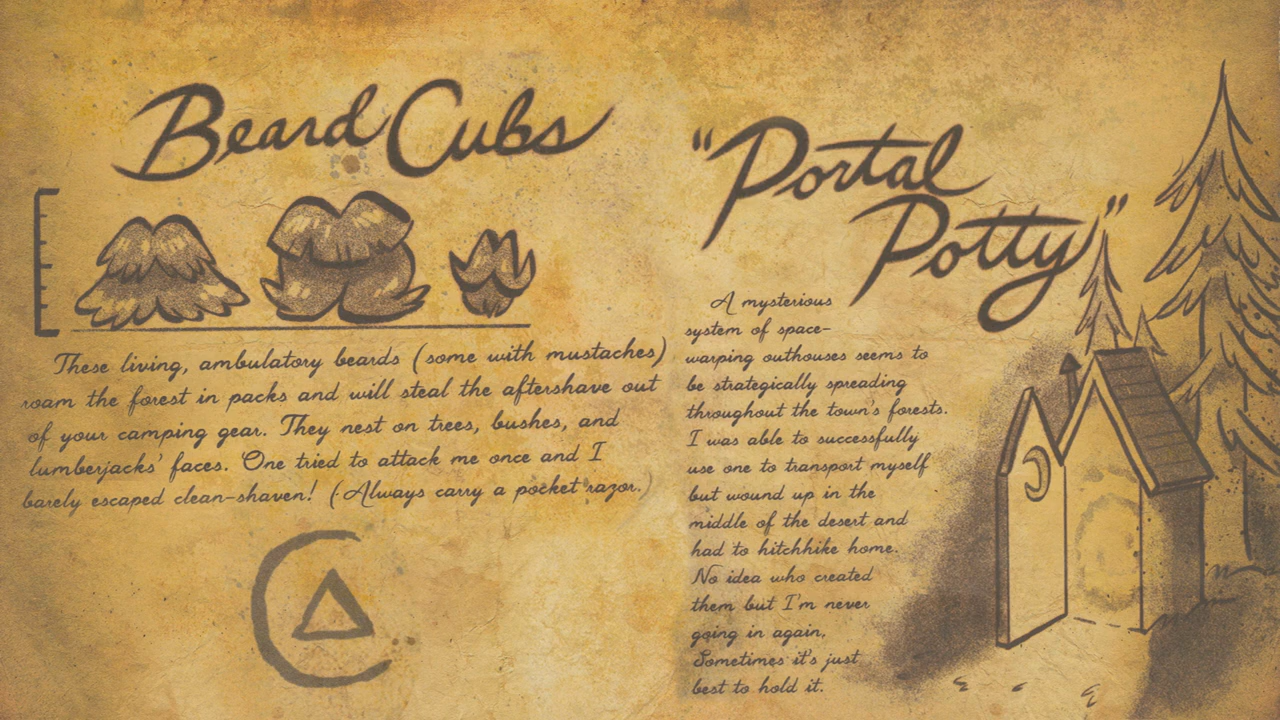 Beard Cubs
These living, ambulatory beards (some with mustaches)
roam the forest in packs and will steal the aftershave out
of your camping gear. They nest on trees, bushes, and
lumberjacks' faces. One tried to attack me once and I
barely escaped clean-shaven! (Always carry a pocket razor.)
"Portal
Potty"
A mysterious
system of space-
warping outhouses seems to
be strategically spreading
throughout the town's forests.
I was able to successfully
use one to transport myself
but wound up in the
middle of the desert and
had to hitchhike home.
No idea who created
them but I'm never
going in again.
Sometimes it's just
best to hold it.